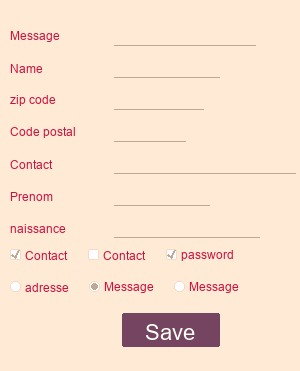 Message
Name
zip code
Code postal
Contact
Prenom
naissance
Contact Contact password
adresse Message Message
Save